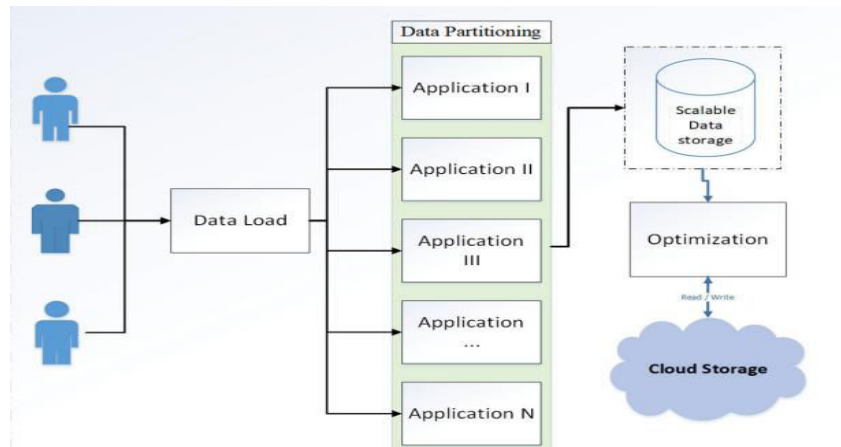 Data Partitioning
Application I
Application II
Application
III
Application
...
Application N
Data Load
Scalable
Data
storage
Optimization
Read / Write
Cloud Storage